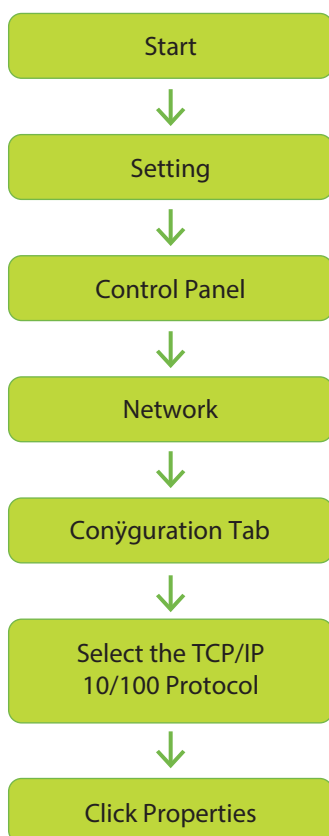 Start
Setting
Control Panel
Network
Conÿguration Tab
Select the TCP/IP
10/100 Protocol
Click Properties